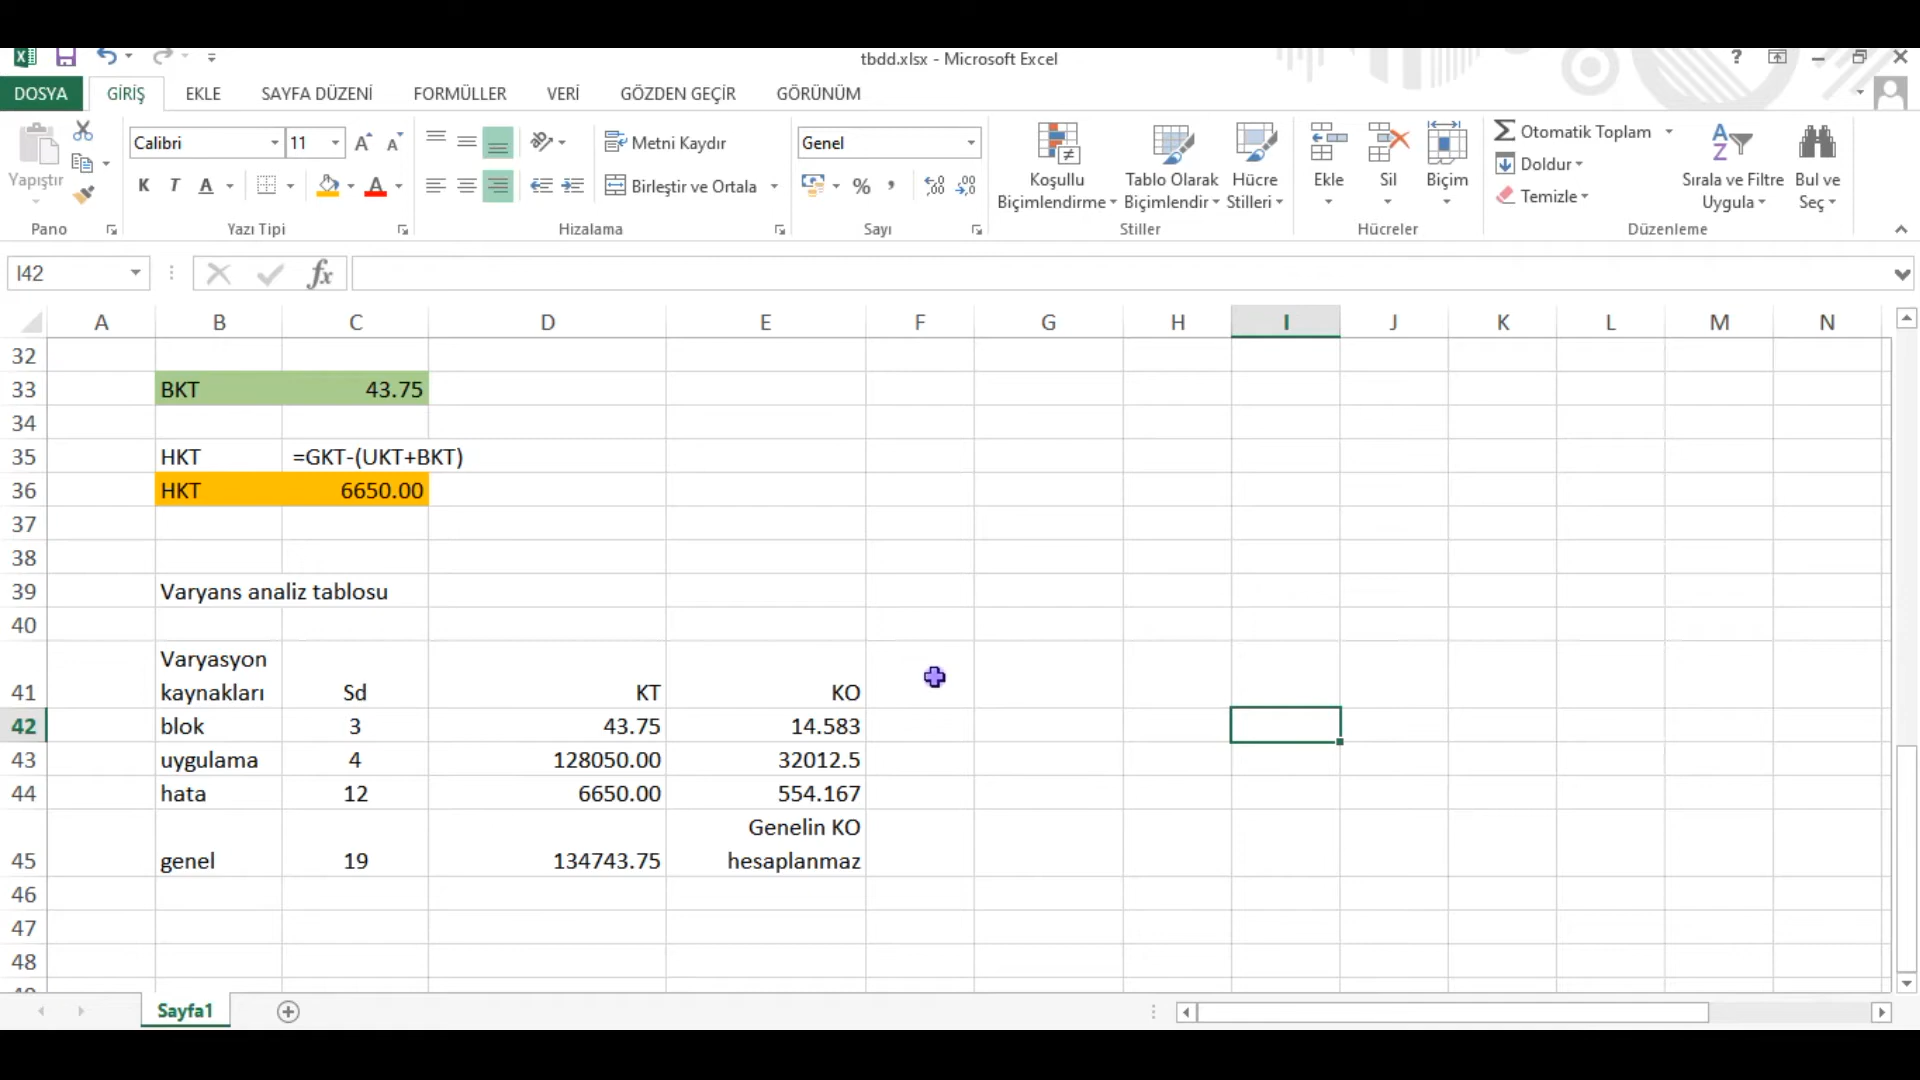 tbdd.xlsx - Microsoft Excel
DOSYA GİRİŞ EKLE SAYFA DÜZENİ FORMÜLLER VERİ GÖZDEN GEÇİR GÖRÜNÜM
Yapıştır
Pano
Calibri 11
K T A
Yazı Tipi
Metni Kaydır
Birleştir ve Ortala
Hizalama
Genel
%
Sayı
Koşullu
Biçimlendirme
Tablo Olarak
Biçimlendir
Hücre
Stilleri
Stiller
Ekle
Sil
Biçim
Hücreler
Otomatik Toplam
Doldur
Temizle
Sırala ve Filtre
Uygula
Bul ve
Seç
Düzenleme
I42 fx
A B C D E F G H I J K L M N
32
33 BKT 43.75
34
35 HKT =GKT-(UKT+BKT)
36 HKT 6650.00
37
38
39 Varyans analiz tablosu
40
Varyasyon
41 kaynakları Sd KT KO
42 blok 3 43.75 14.583
43 uygulama 4 128050.00 32012.5
44 hata 12 6650.00 554.167
Genelin KO
45 genel 19 134743.75 hesaplanmaz
46
47
48
Sayfa1